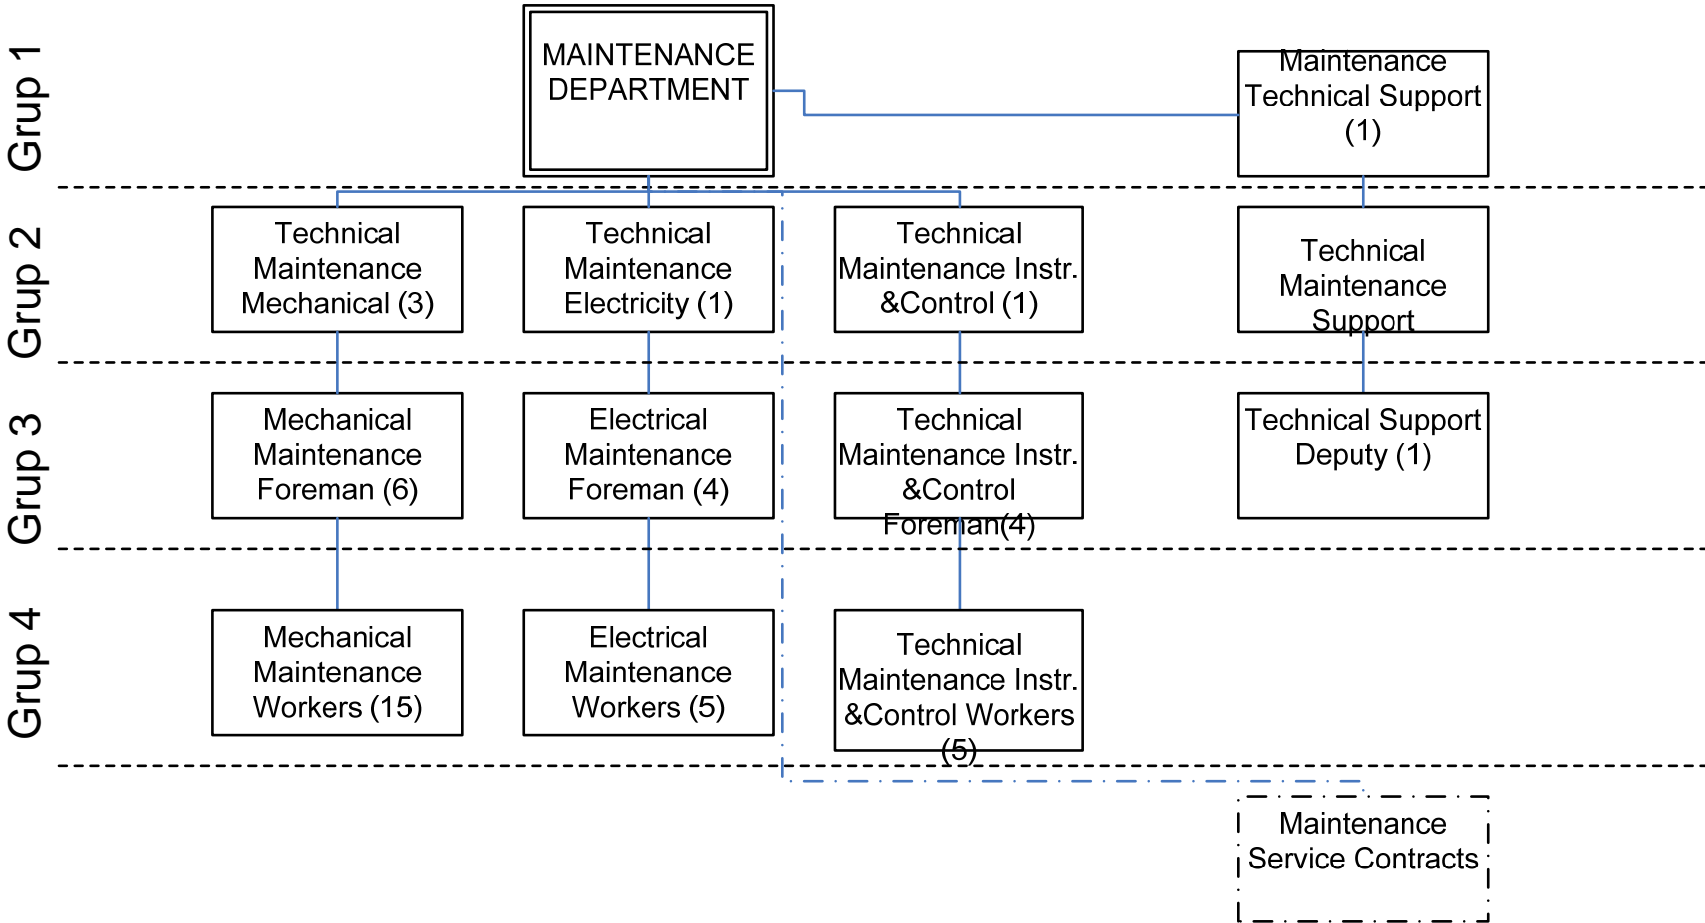 Grup 1
MAINTENANCE
DEPARTMENT
Maintenance
Technical Support
(1)
Grup 2
Technical
Maintenance
Mechanical (3)
Technical
Maintenance
Electricity (1)
Technical
Maintenance Instr.
&Control (1)
Technical
Maintenance
Support
Grup 3
Mechanical
Maintenance
Foreman (6)
Electrical
Maintenance
Foreman (4)
Technical
Maintenance Instr.
&Control
Foreman(4)
Technical Support
Deputy (1)
Grup 4
Mechanical
Maintenance
Workers (15)
Electrical
Maintenance
Workers (5)
Technical
Maintenance Instr.
&Control Workers
(5)
Maintenance
Service Contracts